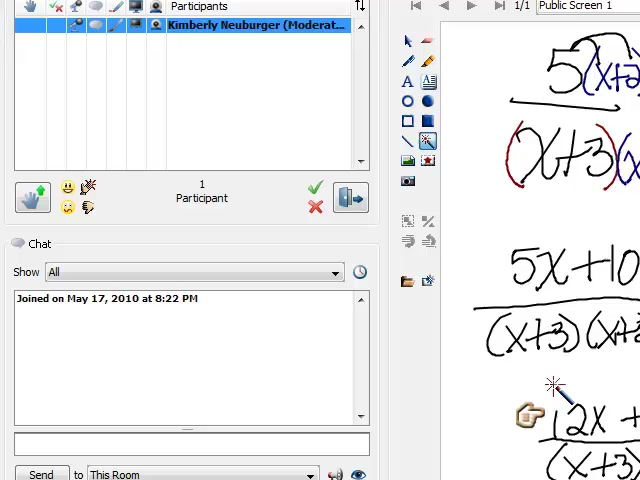 Participants
1/1 Public Screen 1
Kimberly Neuburger (Moderat...
1
Participant
Chat
Show All
Joined on May 17, 2010 at 8:22 PM
Send to This Room
A A
5(x+2)
(x+3)(x
5x+10
(x+3)(x+
12x +
(x+3)